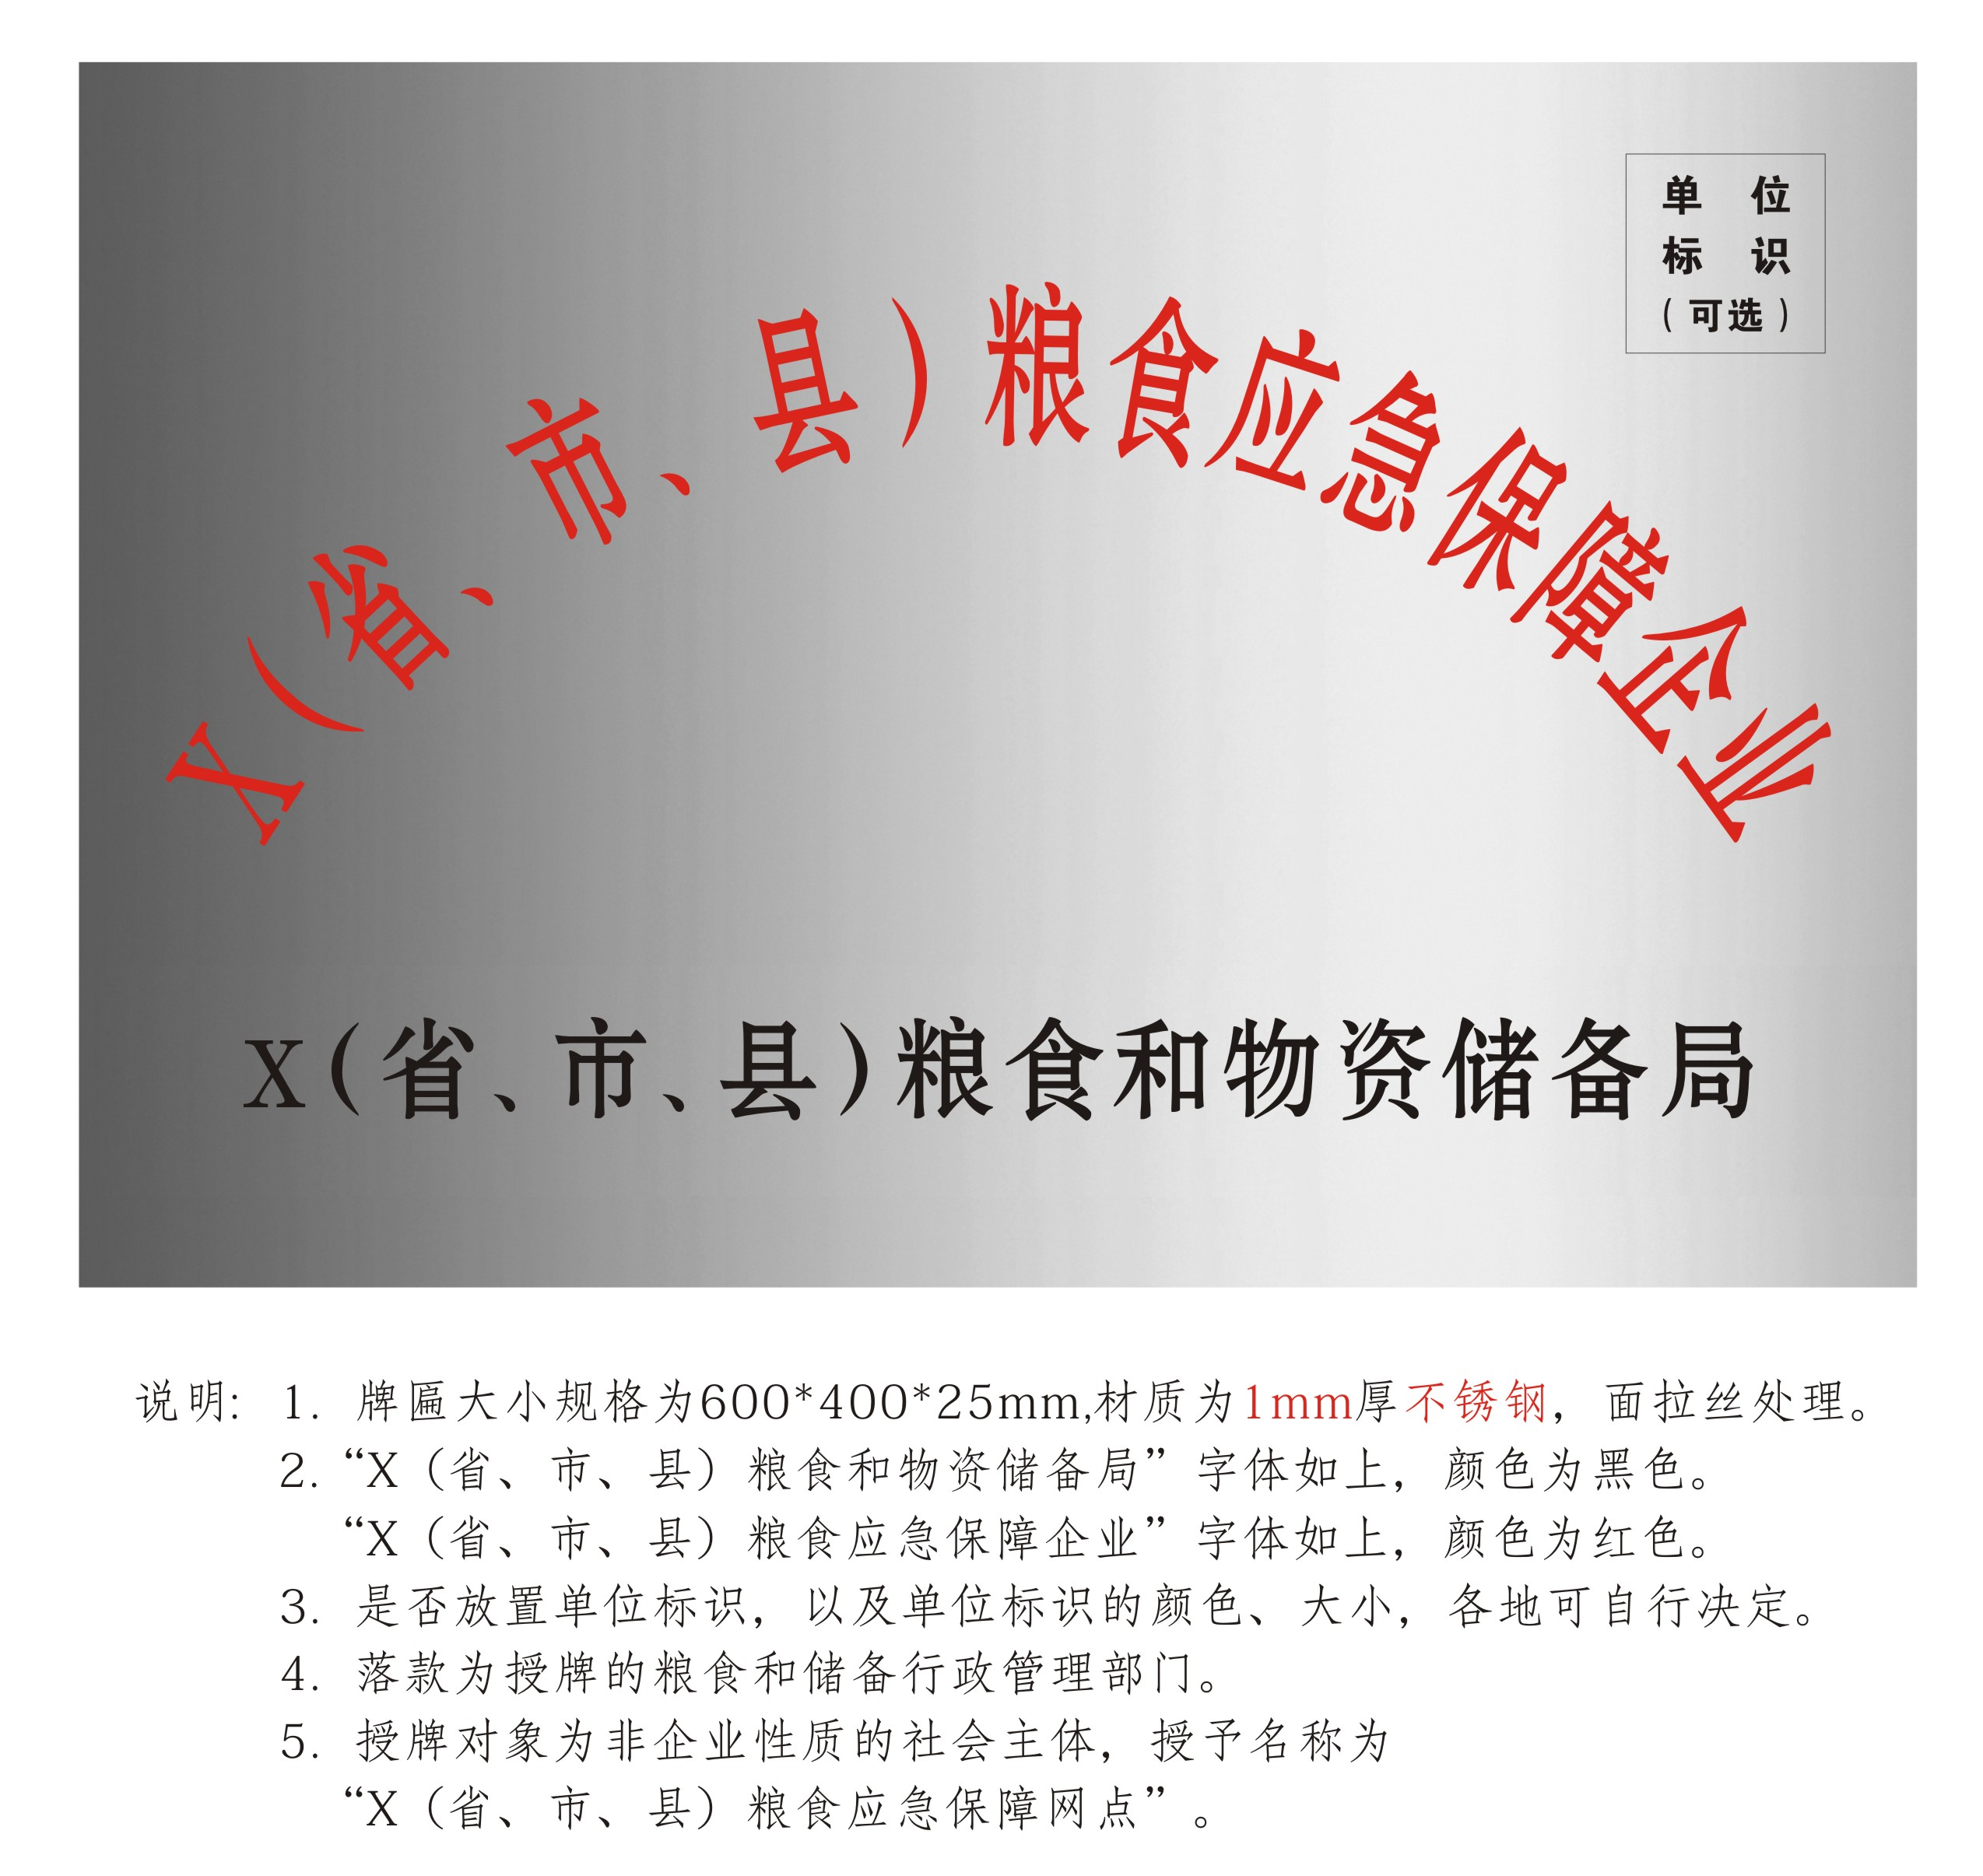 单 位
标 识
（可选）
X（省、市、县）粮食应急保障企业
X（省、市、县）粮食和物资储备局
说明： 1. 牌匾大小规格为600*400*25mm,材质为1mm厚不锈钢，面拉丝处理。
2. “X（省、市、县）粮食和物资储备局”字体如上，颜色为黑色。
“X（省、市、县）粮食应急保障企业”字体如上，颜色为红色。
3. 是否放置单位标识，以及单位标识的颜色、大小，各地可自行决定。
4. 落款为授牌的粮食和储备行政管理部门。
5. 授牌对象为非企业性质的社会主体，授予名称为
“X（省、市、县）粮食应急保障网点”。